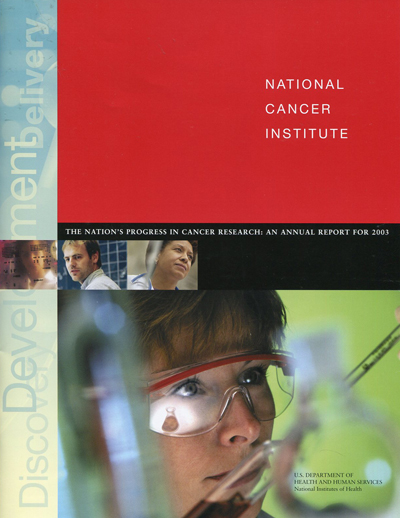 NATIONAL
CANCER
INSTITUTE
THE NATION'S PROGRESS IN CANCER RESEARCH: AN ANNUAL REPORT FOR 2003
Discovery
Development
Delivery
U.S. DEPARTMENT OF
HEALTH AND HUMAN SERVICES
National Institutes of Health